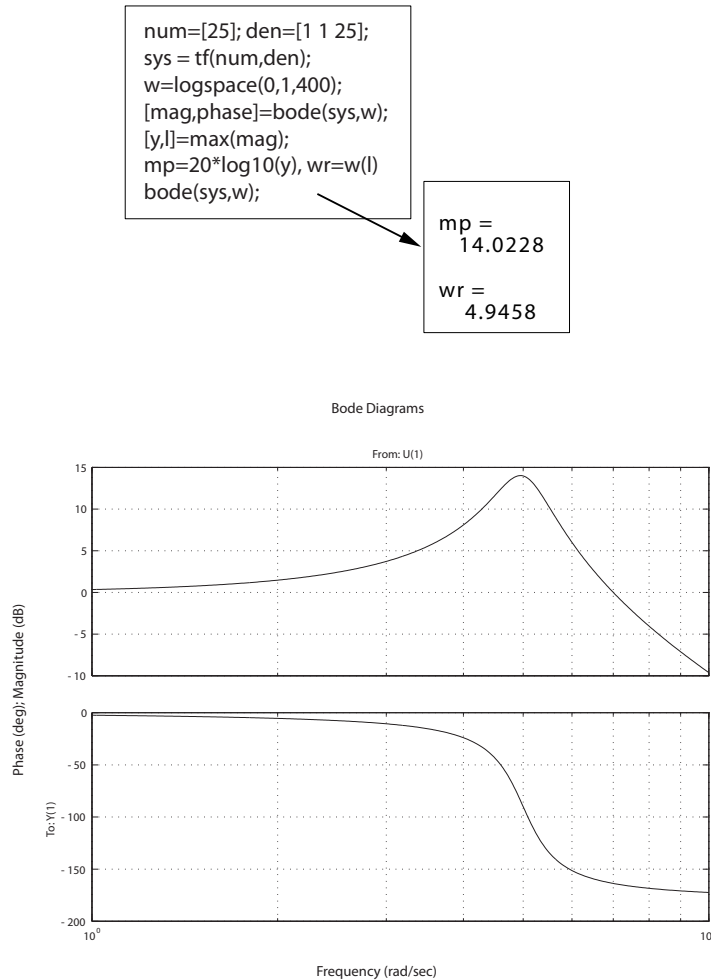 num=[25]; den=[1 1 25];
sys = tf(num,den);
w=logspace(0,1,400);
[mag,phase]=bode(sys,w);
[y,l]=max(mag);
mp=20*log10(y), wr=w(l)
bode(sys,w);
mp =
14.0228
wr =
4.9458
Bode Diagrams
From: U(1)
15
10
5
0
- 5
- 10
Phase (deg); Magnitude (dB)
0
- 50
- 100
- 150
- 200
To: Y(1)
10⁰
10
Frequency (rad/sec)